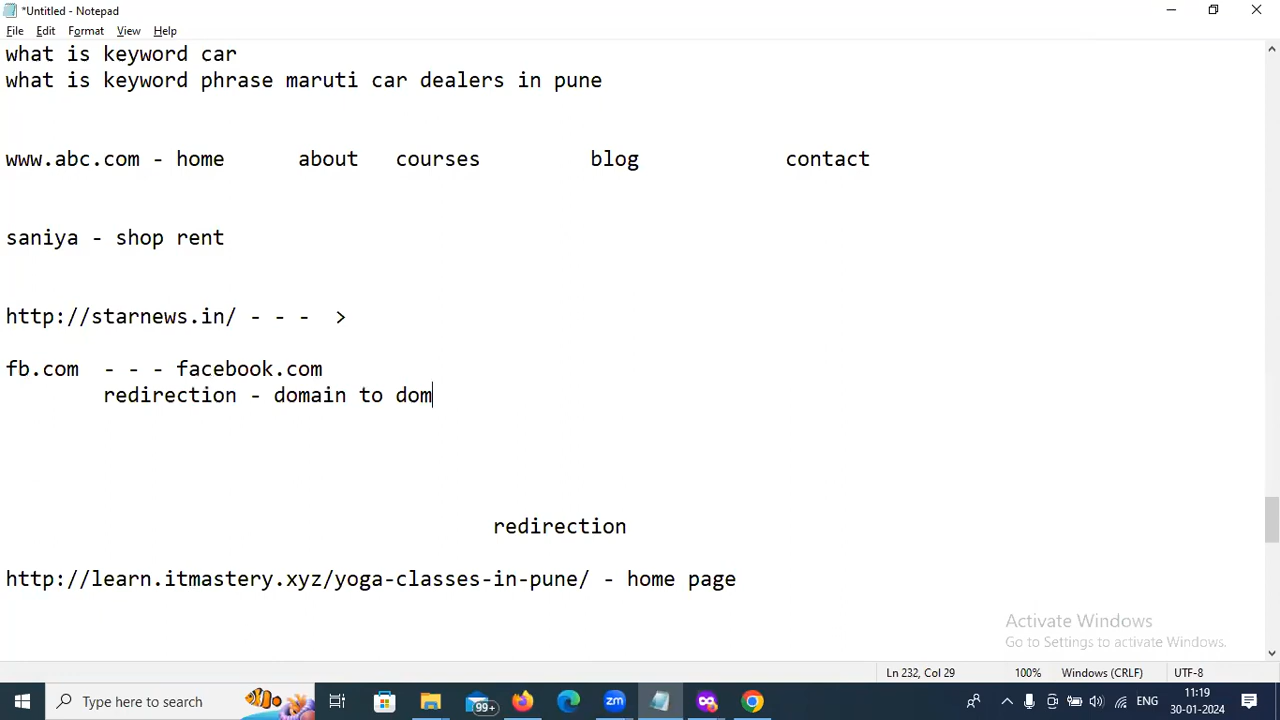 *Untitled - Notepad
File Edit Format View Help
what is keyword car
what is keyword phrase maruti car dealers in pune
www.abc.com - home about courses blog contact
saniya - shop rent
http://starnews.in/ - - - >
fb.com - - - facebook.com
redirection - domain to dom
redirection
http://learn.itmastery.xyz/yoga-classes-in-pune/ - home page
Activate Windows
Go to Settings to activate Windows.
Ln 232, Col 29 100% Windows (CRLF) UTF-8
Type here to search 99+ ENG 11:19
30-01-2024